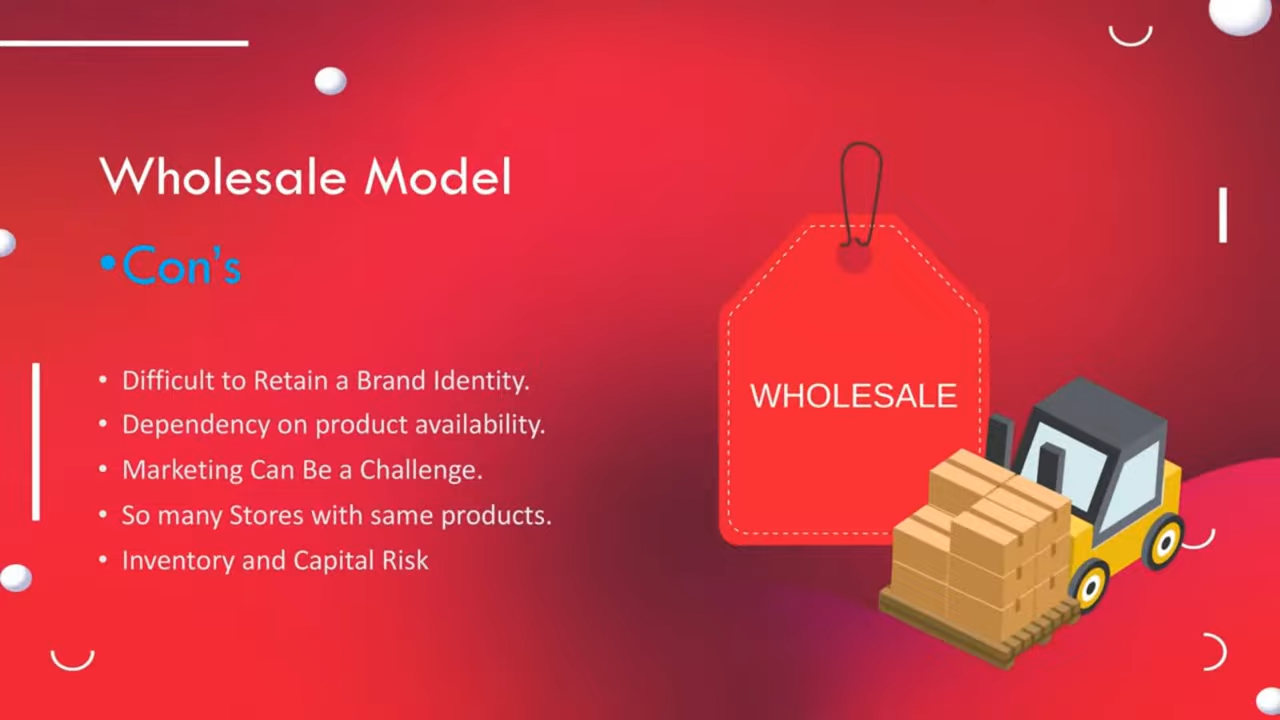 Wholesale Model
•Con's
• Difficult to Retain a Brand Identity.
• Dependency on product availability.
• Marketing Can Be a Challenge.
• So many Stores with same products.
• Inventory and Capital Risk
WHOLESALE